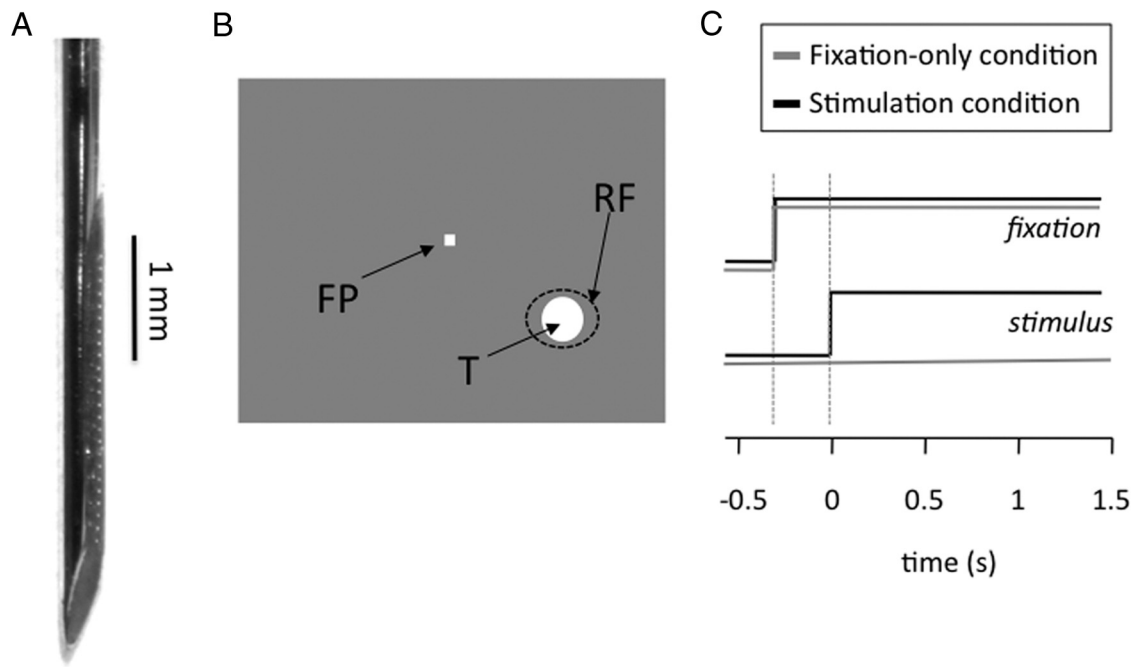 A
B
C
Fixation-only condition
Stimulation condition
1 mm
RF
FP
T
fixation
stimulus
-0.5 0 0.5 1 1.5
time (s)